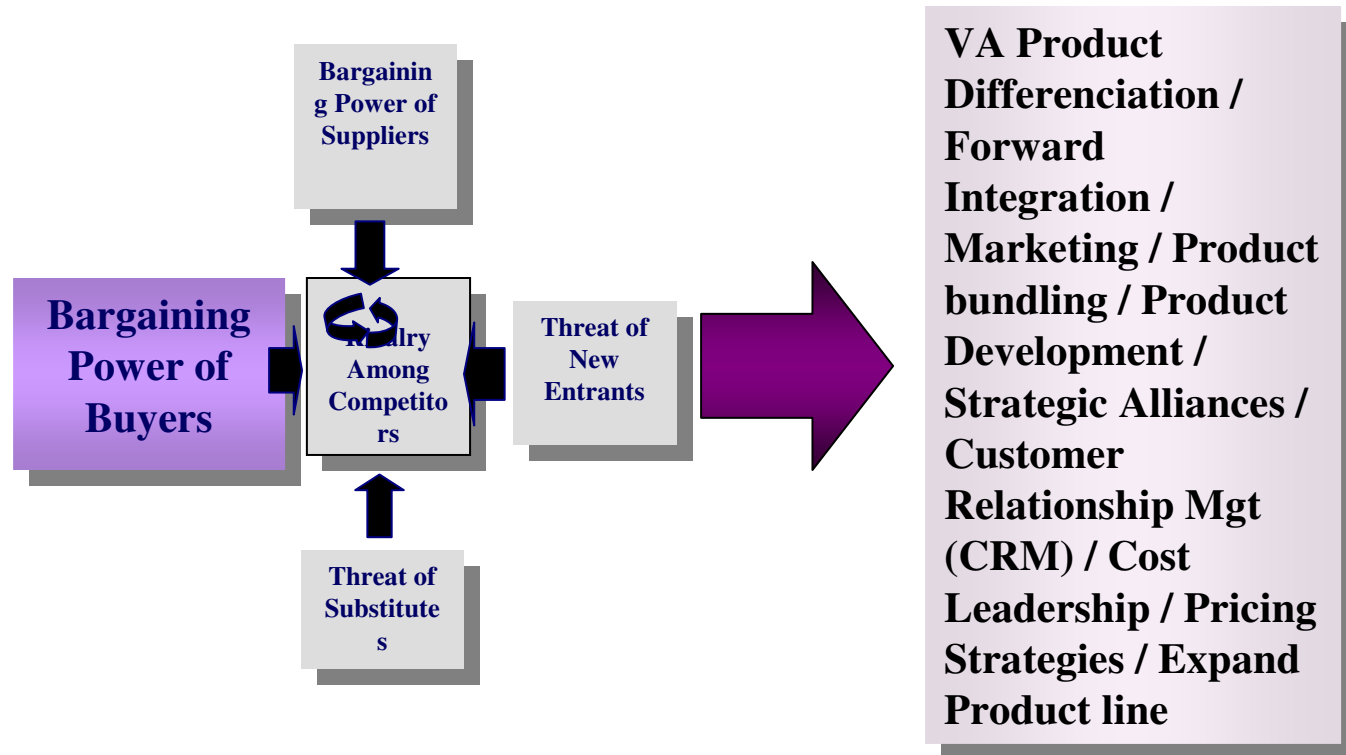 Bargainin
g Power of
Suppliers
Bargaining
Power of
Buyers
Rivalry
Among
Competito
rs
Threat of
New
Entrants
Threat of
Substitute
s
VA Product
Differenciation /
Forward
Integration /
Marketing / Product
bundling / Product
Development /
Strategic Alliances /
Customer
Relationship Mgt
(CRM) / Cost
Leadership / Pricing
Strategies / Expand
Product line